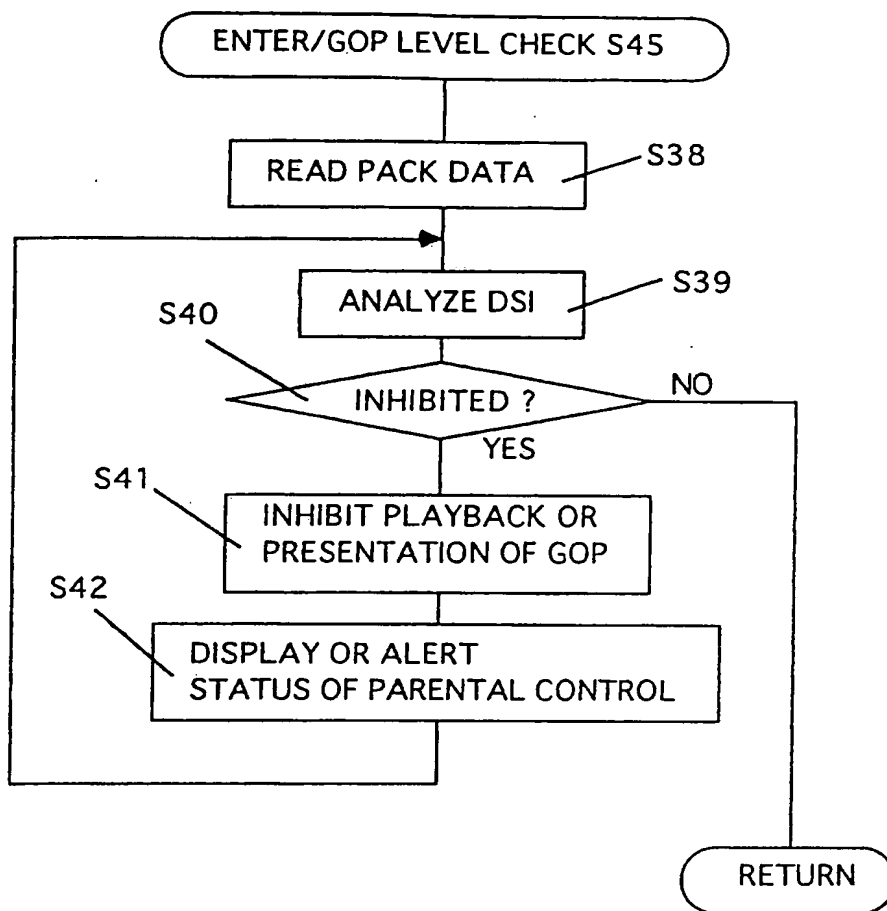 ENTER/GOP LEVEL CHECK S45
READ PACK DATA
S38
ANALYZE DSI
S39
S40
INHIBITED ?
NO
YES
S41
INHIBIT PLAYBACK OR
PRESENTATION OF GOP
S42
DISPLAY OR ALERT
STATUS OF PARENTAL CONTROL
RETURN